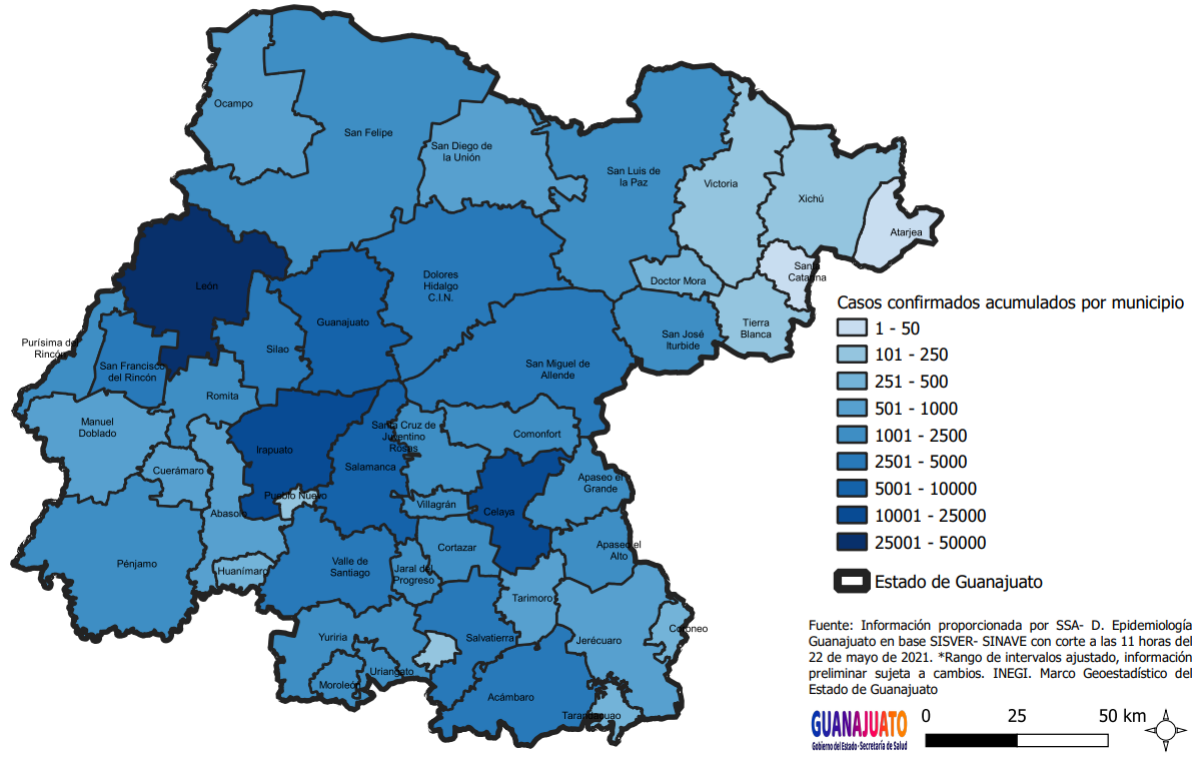 Ocampo
San Felipe
San Diego de
la Unión
San Luis de
la Paz
Victoria
Xichú
Atarjea
Santa
Catarina
Doctor Mora
Tierra
Blanca
León
Dolores
Hidalgo
C.I.N.
Guanajuato
Silao
San José
Iturbide
Purísima del
Rincón
San Francisco
del Rincón
San Miguel de
Allende
Romita
Manuel
Doblado
Santa Cruz de
Juventino
Rosas
Comonfort
Irapuato
Salamanca
Cuerámaro
Apaseo el
Grande
Pueblo Nuevo
Villagrán
Celaya
Abasolo
Cortazar
Apaseo el
Alto
Pénjamo
Huanímaro
Valle de
Santiago
Jaral del
Progreso
Tarimoro
Yuriria
Salvatierra
Jerécuaro
Coroneo
Uriangato
Moroleón
Acámbaro
Tarandacuao
Casos confirmados acumulados por municipio
1 - 50
101 - 250
251 - 500
501 - 1000
1001 - 2500
2501 - 5000
5001 - 10000
10001 - 25000
25001 - 50000
Estado de Guanajuato
Fuente: Información proporcionada por SSA- D. Epidemiología
Guanajuato en base SISVER- SINAVE con corte a las 11 horas del
22 de mayo de 2021. *Rango de intervalos ajustado, información
preliminar sujeta a cambios. INEGI. Marco Geoestadístico del
Estado de Guanajuato
GUANAJUATO
Gobierno del Estado - Secretaría de Salud
0 25 50 km